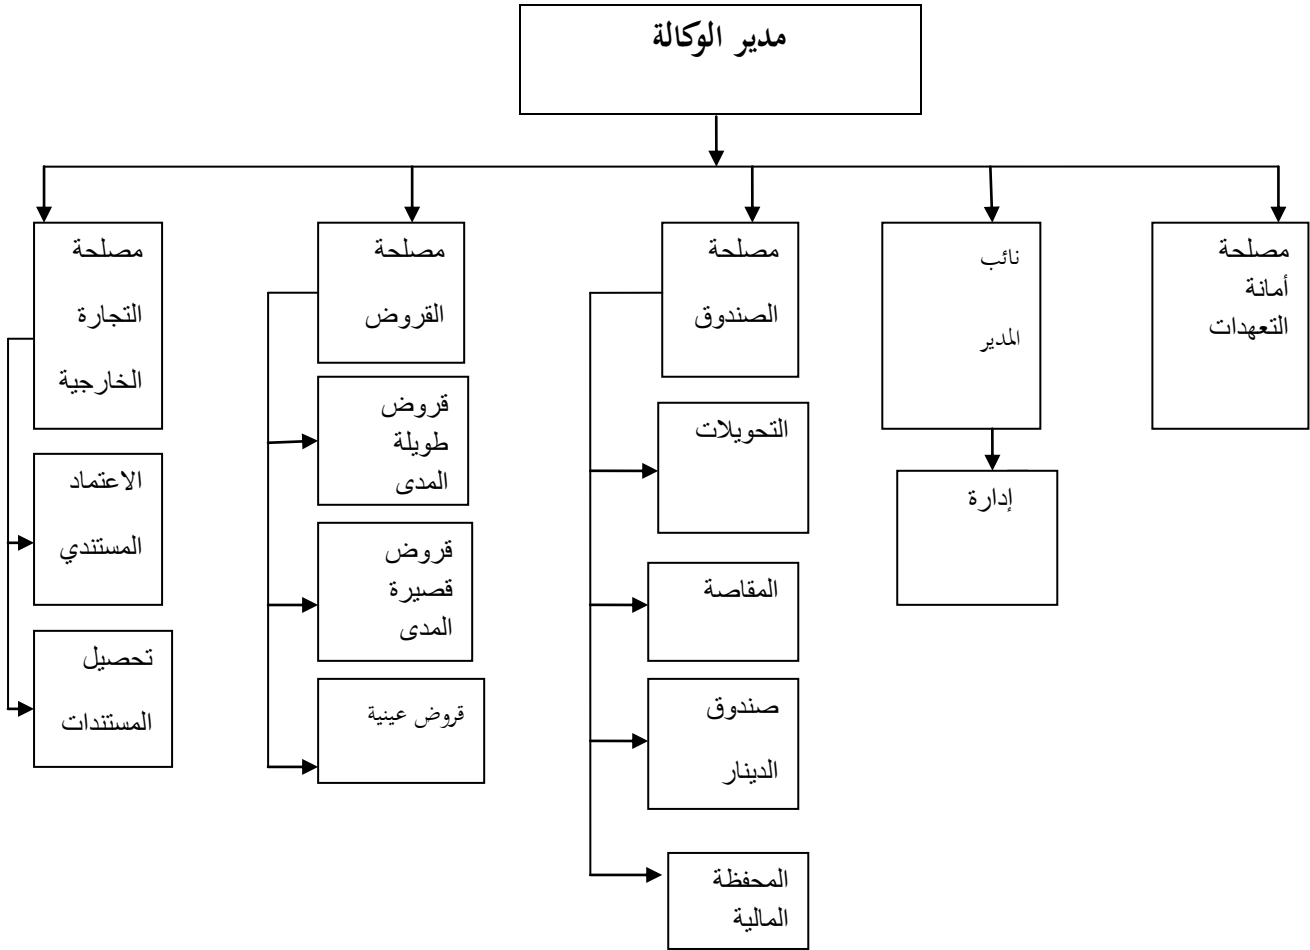 مدير الوكالة
مصلحة
أمانة
التعهدات
نائب
المدير
إدارة
مصلحة
الصندوق
التحويلات
المقاصة
صندوق
الدينار
المحفظة
المالية
مصلحة
القروض
قروض
طويلة
المدى
قروض
قصيرة
المدى
قروض عينية
مصلحة
التجارة
الخارجية
الاعتماد
المستندي
تحصيل
المستندات